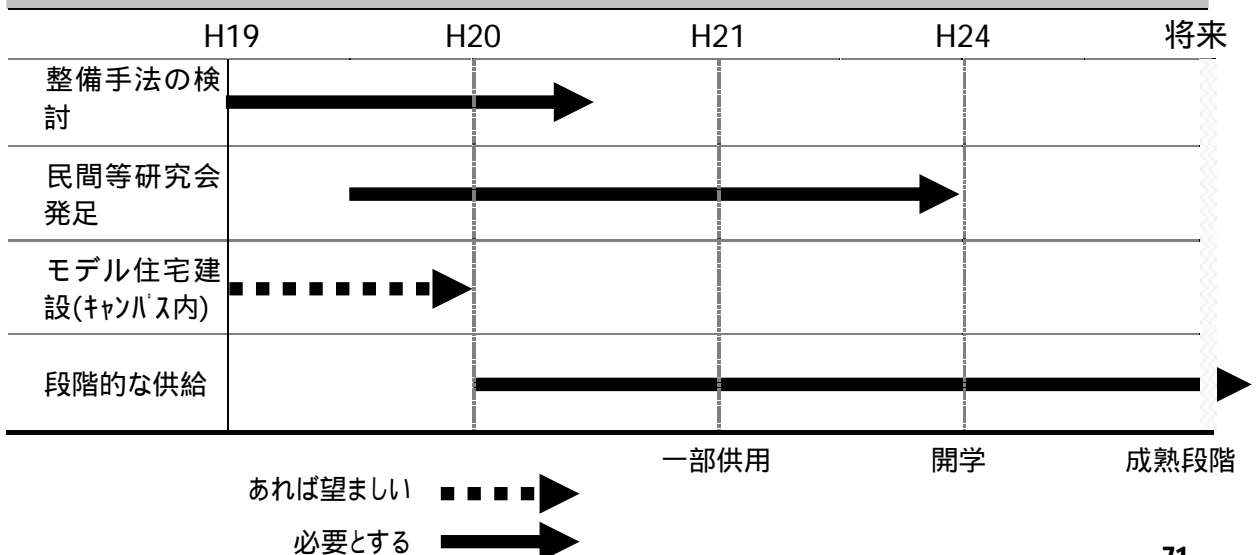 H19 H20 H21 H24 将来
整備手法の検
討
民間等研究会
発足
モデル住宅建
設(ｷｬﾝﾊﾟｽ内)
段階的な供給
一部供用 開学 成熟段階
あれば望ましい
必要とする
71